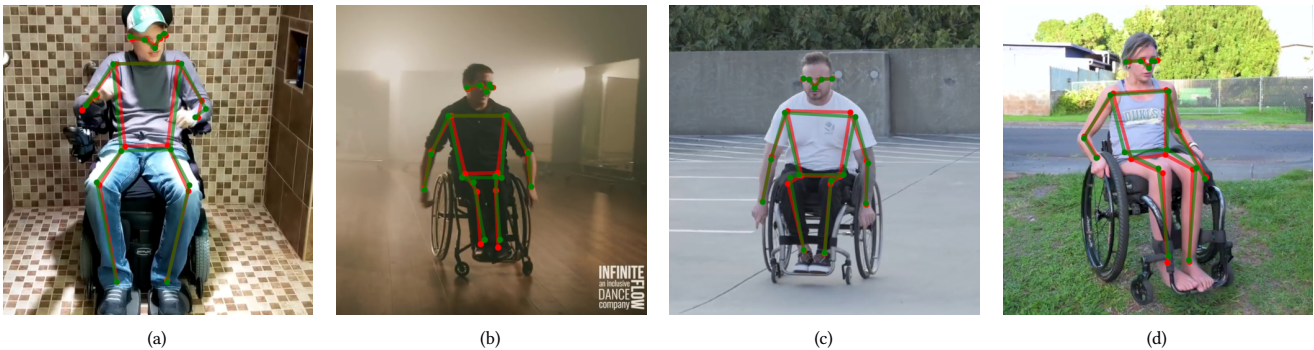 INFINITE
FLOW
an inclusive
DANCE
company
(a)
(b)
(c)
(d)